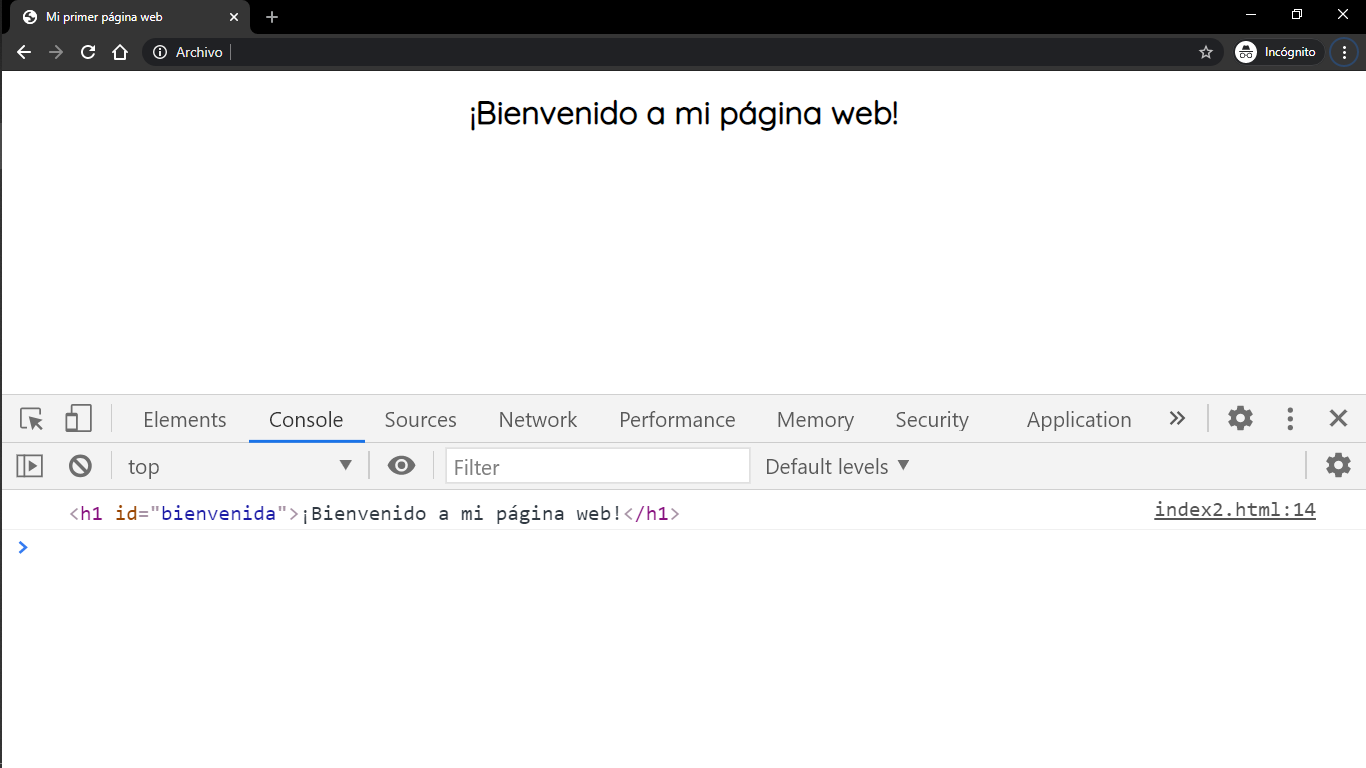 Mi primer página web
Archivo
Incógnito
¡Bienvenido a mi página web!
Elements Console Sources Network Performance Memory Security Application
top Filter Default levels
<h1 id="bienvenida">¡Bienvenido a mi página web!</h1> index2.html:14